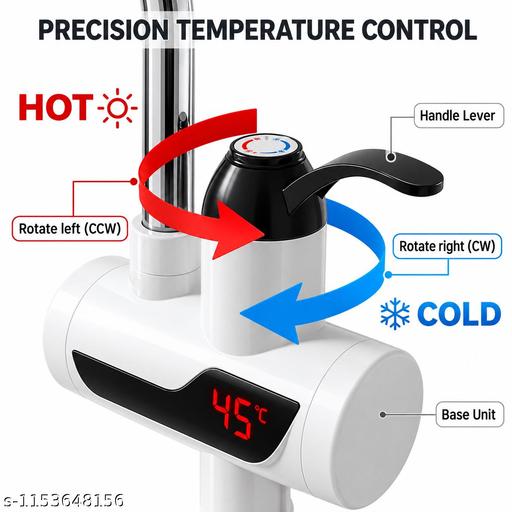 PRECISION TEMPERATURE CONTROL
HOT
Handle Lever
Rotate left (CCW)
Rotate right (CW)
COLD
45°C
Base Unit
s-1153648156